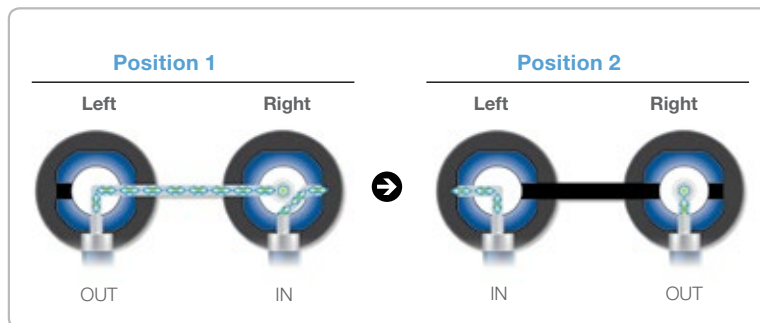 Position 1
Position 2
Left
Right
Left
Right
OUT
IN
IN
OUT